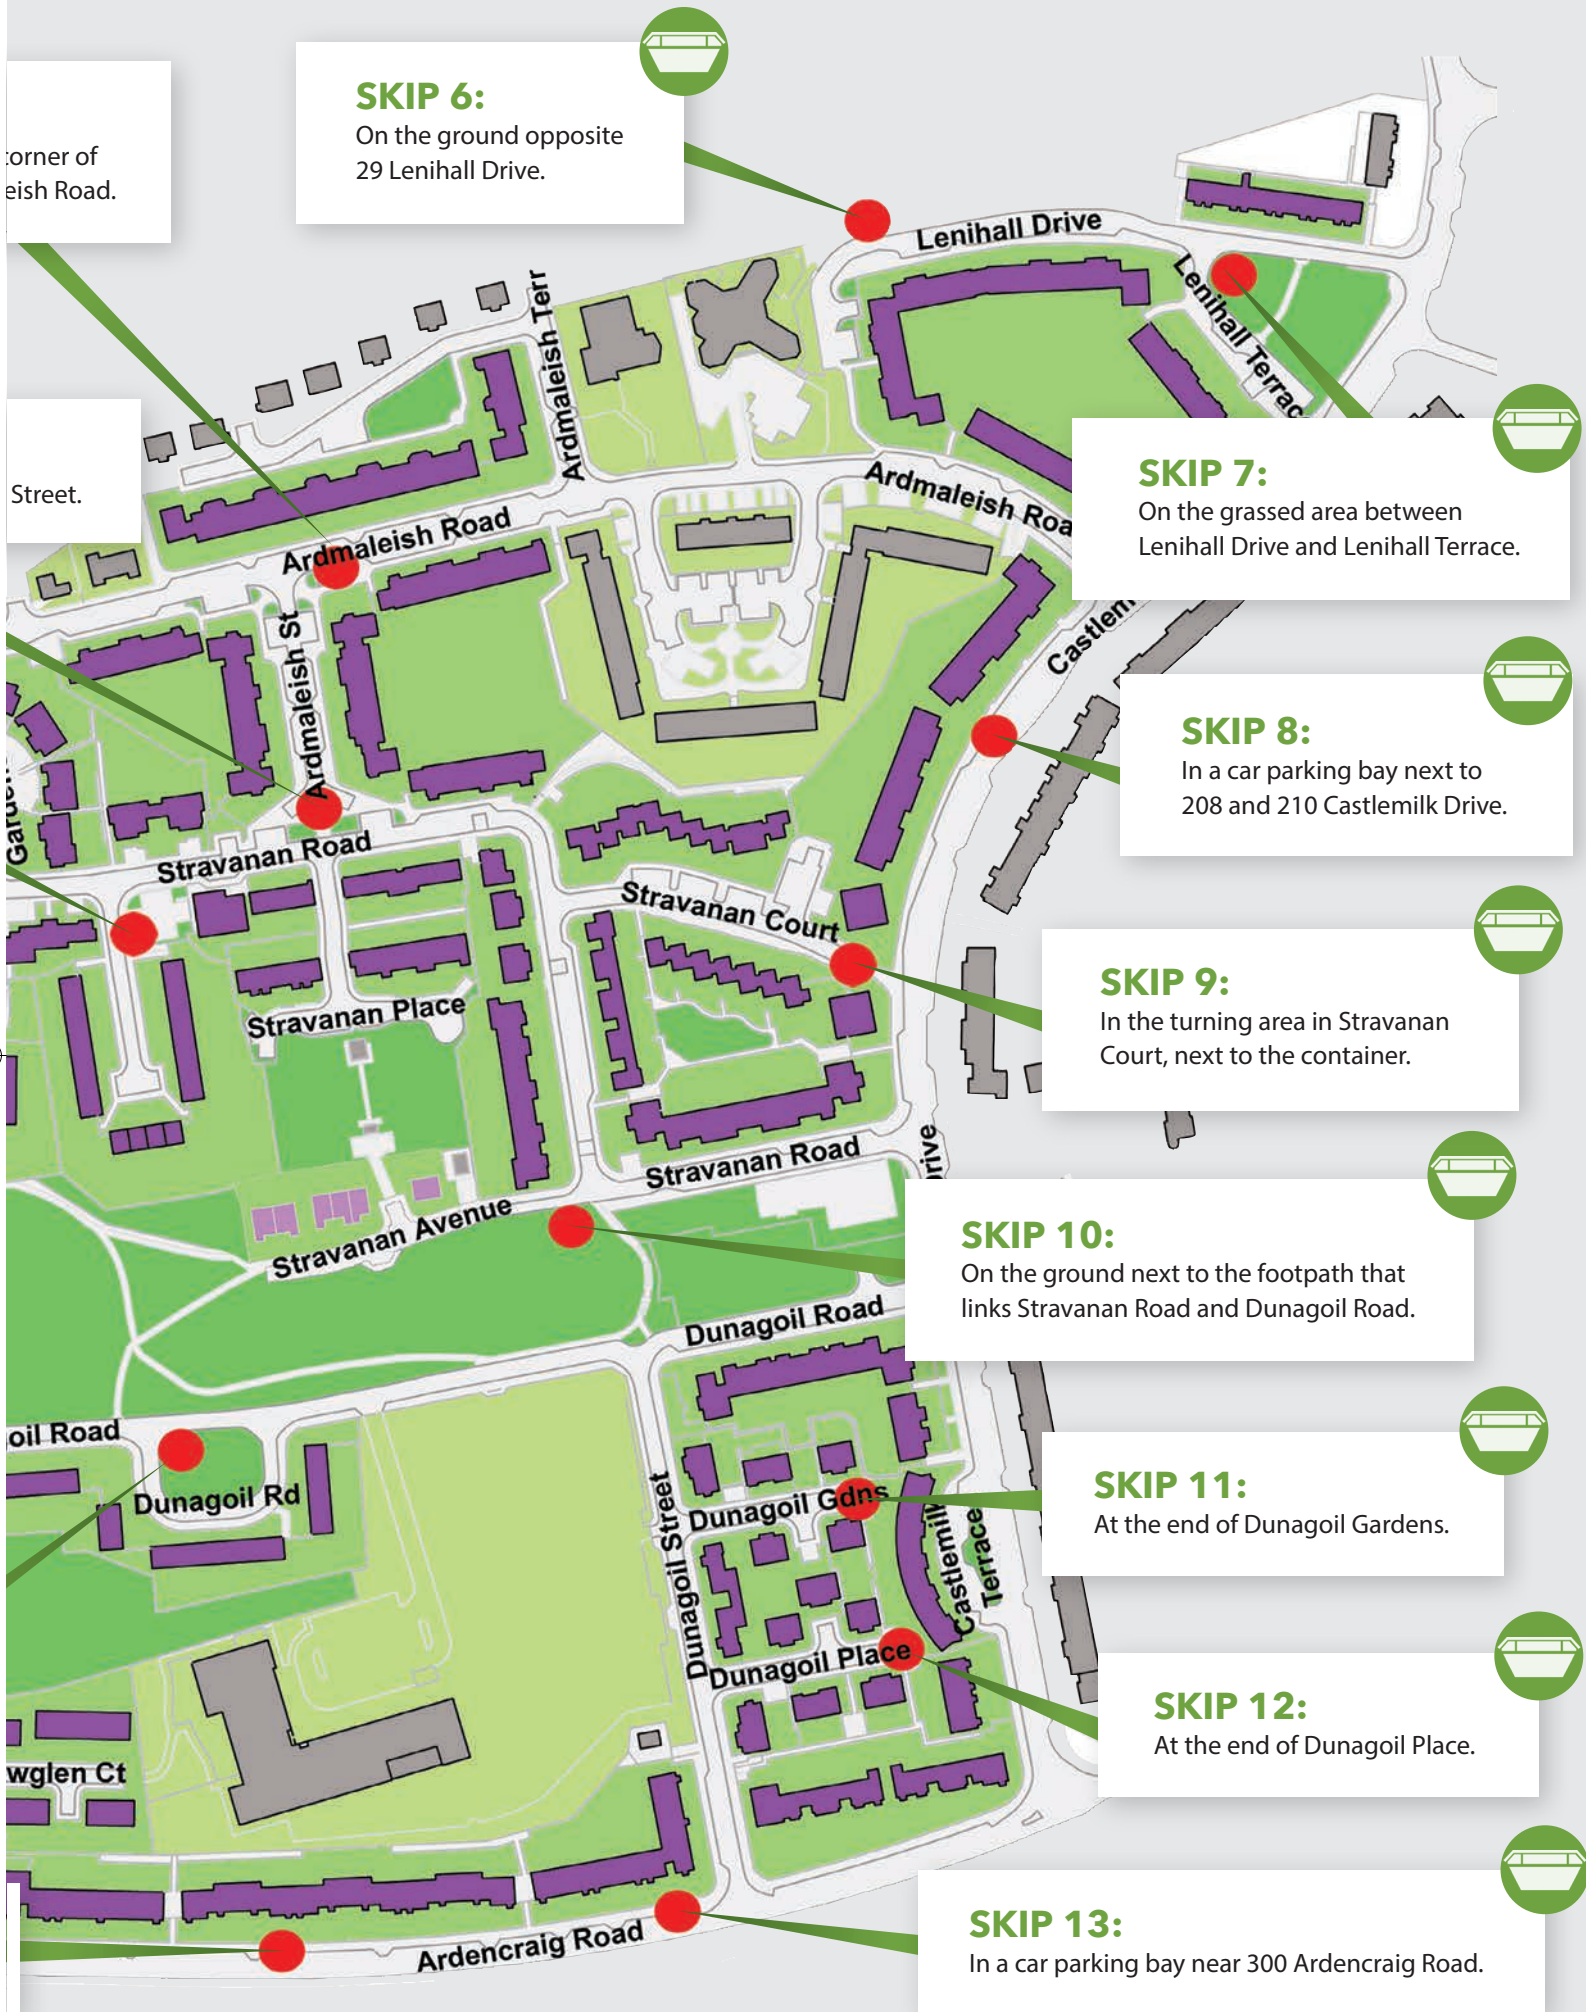 SKIP 6:
On the ground opposite
29 Lenihall Drive.
corner of
eish Road.
Street.
Lenihall Drive
Lenihall Terrac
Ardmaleish Terr
Ardmaleish Road
Ardmaleish Roa
Ardmaleish St
SKIP 7:
On the grassed area between
Lenihall Drive and Lenihall Terrace.
Castlem
SKIP 8:
In a car parking bay next to
208 and 210 Castlemilk Drive.
Stravanan Road
Stravanan Court
SKIP 9:
In the turning area in Stravanan
Court, next to the container.
Stravanan Place
Stravanan Road
Stravanan Avenue
SKIP 10:
On the ground next to the footpath that
links Stravanan Road and Dunagoil Road.
Dunagoil Road
oil Road
Dunagoil Rd
Dunagoil Street
Dunagoil Gdns
Castlemilk
Terrace
SKIP 11:
At the end of Dunagoil Gardens.
Dunagoil Place
SKIP 12:
At the end of Dunagoil Place.
wglen Ct
Ardencraig Road
SKIP 13:
In a car parking bay near 300 Ardencraig Road.